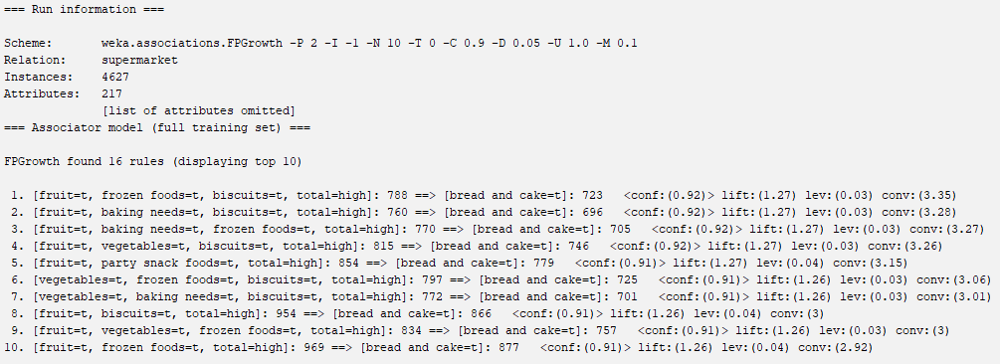 === Run information ===
Scheme: weka.associations.FPGrowth -P 2 -I -1 -N 10 -T 0 -C 0.9 -D 0.05 -U 1.0 -M 0.1
Relation: supermarket
Instances: 4627
Attributes: 217
[list of attributes omitted]
=== Associator model (full training set) ===
FPGrowth found 16 rules (displaying top 10)
1. [fruit=t, frozen foods=t, biscuits=t, total=high]: 788 ==> [bread and cake=t]: 723 <conf:(0.92)> lift:(1.27) lev:(0.03) conv:(3.35)
2. [fruit=t, baking needs=t, biscuits=t, total=high]: 760 ==> [bread and cake=t]: 696 <conf:(0.92)> lift:(1.27) lev:(0.03) conv:(3.28)
3. [fruit=t, baking needs=t, frozen foods=t, total=high]: 770 ==> [bread and cake=t]: 705 <conf:(0.92)> lift:(1.27) lev:(0.03) conv:(3.27)
4. [fruit=t, vegetables=t, biscuits=t, total=high]: 815 ==> [bread and cake=t]: 746 <conf:(0.92)> lift:(1.27) lev:(0.03) conv:(3.26)
5. [fruit=t, party snack foods=t, total=high]: 854 ==> [bread and cake=t]: 779 <conf:(0.91)> lift:(1.27) lev:(0.04) conv:(3.15)
6. [vegetables=t, frozen foods=t, biscuits=t, total=high]: 797 ==> [bread and cake=t]: 725 <conf:(0.91)> lift:(1.26) lev:(0.03) conv:(3.06)
7. [vegetables=t, baking needs=t, biscuits=t, total=high]: 772 ==> [bread and cake=t]: 701 <conf:(0.91)> lift:(1.26) lev:(0.03) conv:(3.01)
8. [fruit=t, biscuits=t, total=high]: 954 ==> [bread and cake=t]: 866 <conf:(0.91)> lift:(1.26) lev:(0.04) conv:(3)
9. [fruit=t, vegetables=t, frozen foods=t, total=high]: 834 ==> [bread and cake=t]: 757 <conf:(0.91)> lift:(1.26) lev:(0.03) conv:(3)
10. [fruit=t, frozen foods=t, total=high]: 969 ==> [bread and cake=t]: 877 <conf:(0.91)> lift:(1.26) lev:(0.04) conv:(2.92)